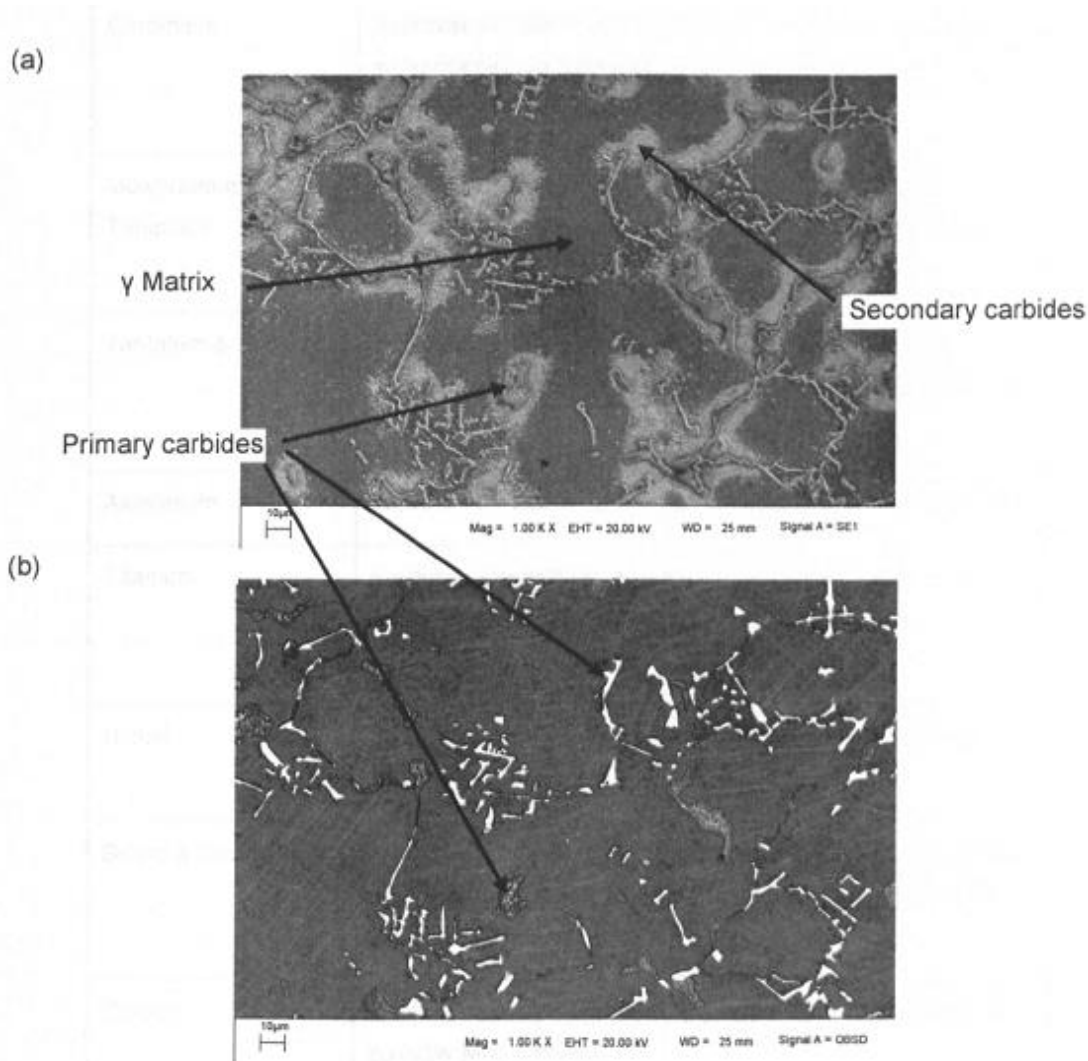 (a)
γ Matrix
Secondary carbides
Primary carbides
10µm
Mag = 1.00 K X EHT = 20.00 kV WD = 25 mm Signal A = SE1
(b)
10µm
Mag = 1.00 K X EHT = 20.00 kV WD = 25 mm Signal A = QBSD